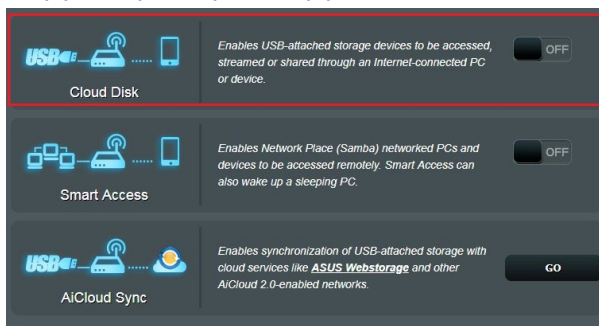 Enables USB-attached storage devices to be accessed,
streamed or shared through an Internet-connected PC
or device.
OFF
USB
Cloud Disk
Enables Network Place (Samba) networked PCs and
devices to be accessed remotely. Smart Access can
also wake up a sleeping PC.
OFF
Smart Access
Enables synchronization of USB-attached storage with
cloud services like ASUS Webstorage and other
AiCloud 2.0-enabled networks.
GO
USB
AiCloud Sync